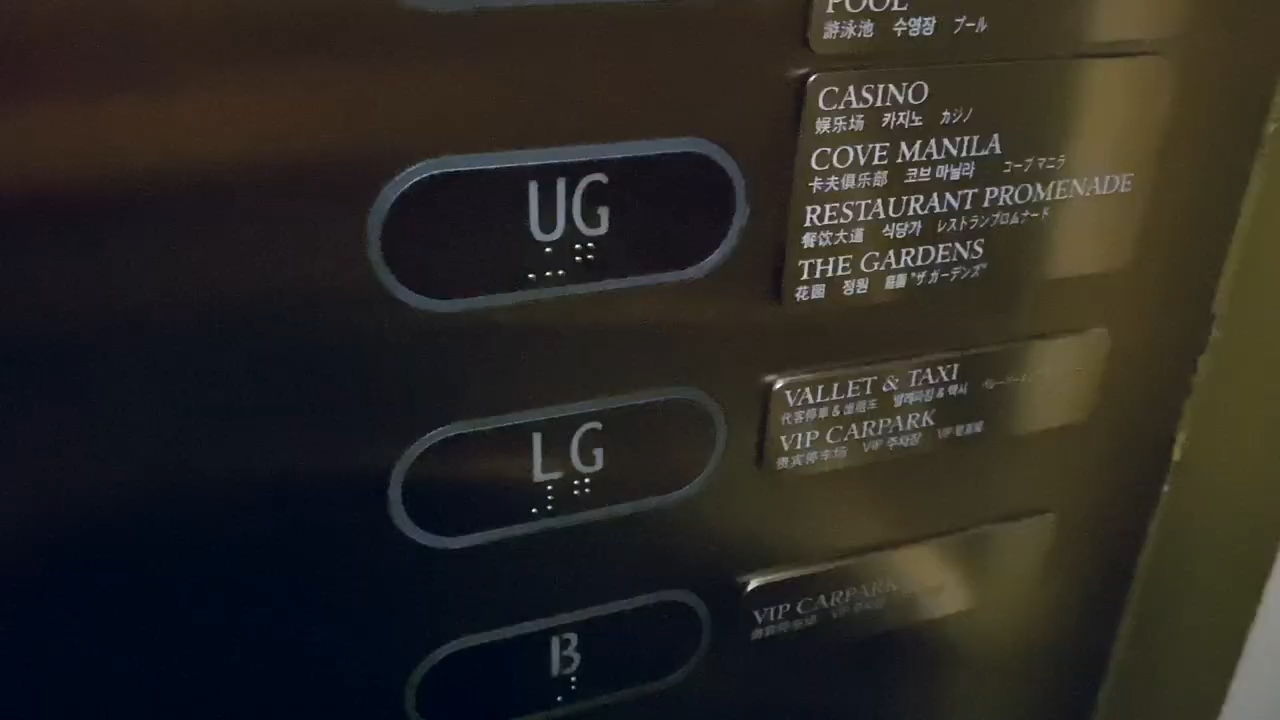 POOL
游泳池 수영장 プール
UG
CASINO
娱乐场 카지노 カジノ
COVE MANILA
卡夫俱乐部 코브 마닐라 コーブ マニラ
RESTAURANT PROMENADE
餐饮大道 식당가 レストランプロムナード
THE GARDENS
花園 정원 庭園 "ザ ガーデンズ"
LG
VALLET & TAXI
代客停車 & 발레파킹 & 택시
VIP CARPARK
贵宾停车场 VIP 주차장 VIP 駐車場
B
VIP CARPARK